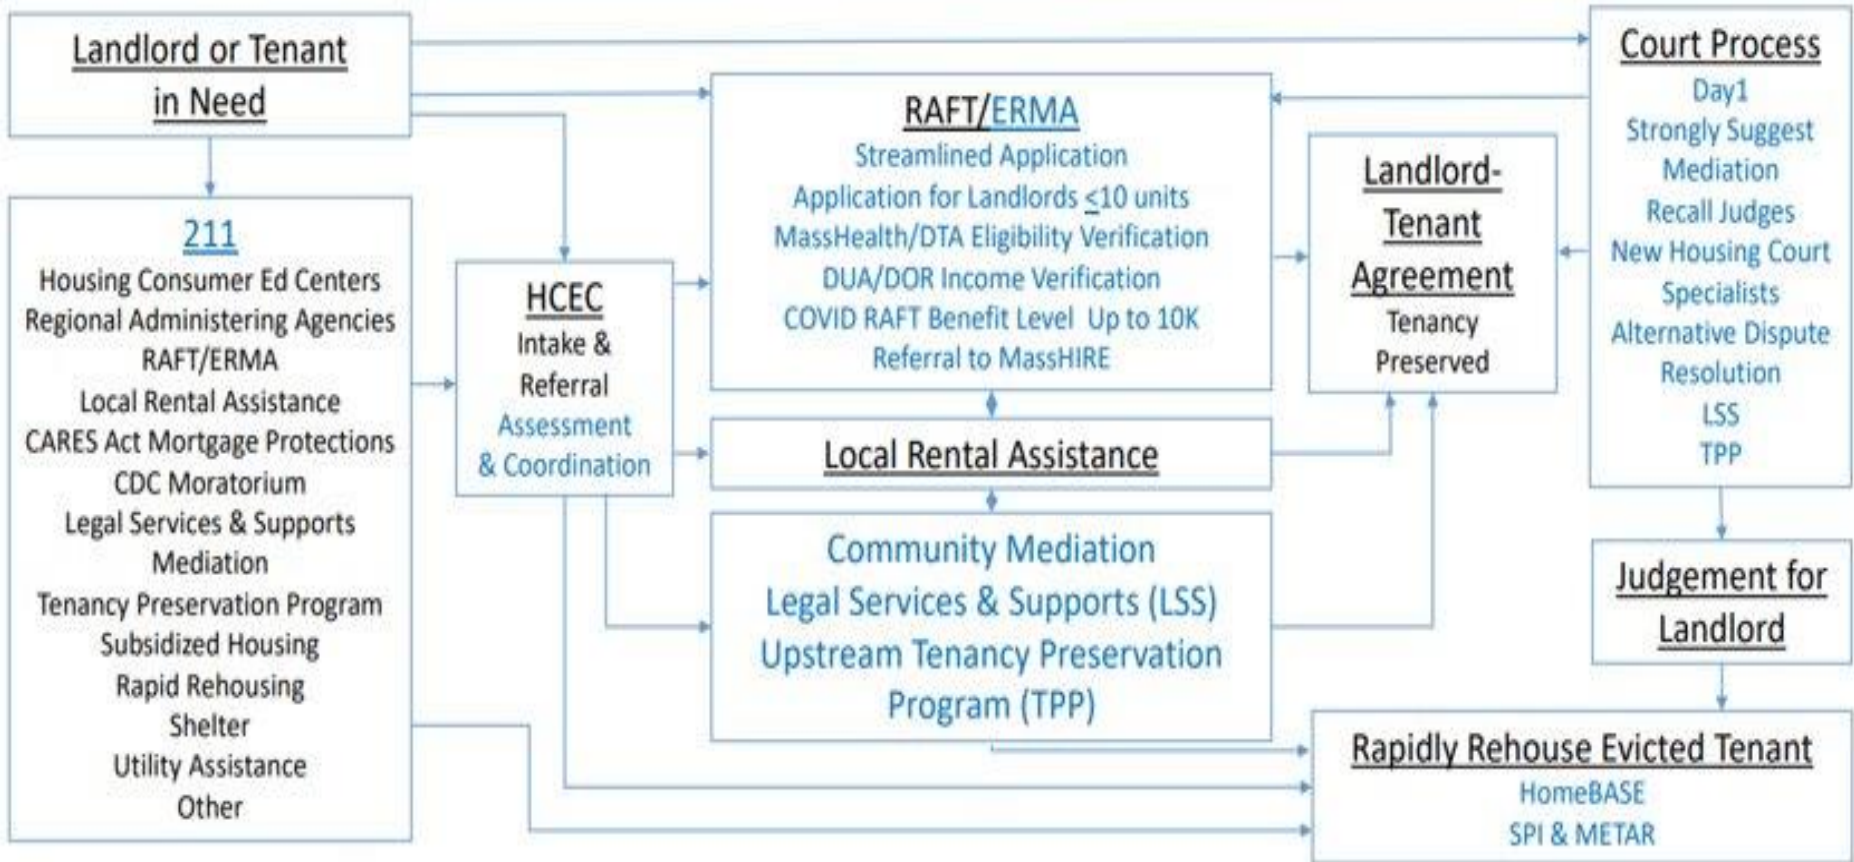 Landlord or Tenant
in Need
211
Housing Consumer Ed Centers
Regional Administering Agencies
RAFT/ERMA
Local Rental Assistance
CARES Act Mortgage Protections
CDC Moratorium
Legal Services & Supports
Mediation
Tenancy Preservation Program
Subsidized Housing
Rapid Rehousing
Shelter
Utility Assistance
Other
HCEC
Intake &
Referral
Assessment
& Coordination
RAFT/ERMA
Streamlined Application
Application for Landlords ≤10 units
MassHealth/DTA Eligibility Verification
DUA/DOR Income Verification
COVID RAFT Benefit Level Up to 10K
Referral to MassHIRE
Local Rental Assistance
Community Mediation
Legal Services & Supports (LSS)
Upstream Tenancy Preservation
Program (TPP)
Landlord-
Tenant
Agreement
Tenancy
Preserved
Court Process
Day1
Strongly Suggest
Mediation
Recall Judges
New Housing Court
Specialists
Alternative Dispute
Resolution
LSS
TPP
Judgement for
Landlord
Rapidly Rehouse Evicted Tenant
HomeBASE
SPI & METAR